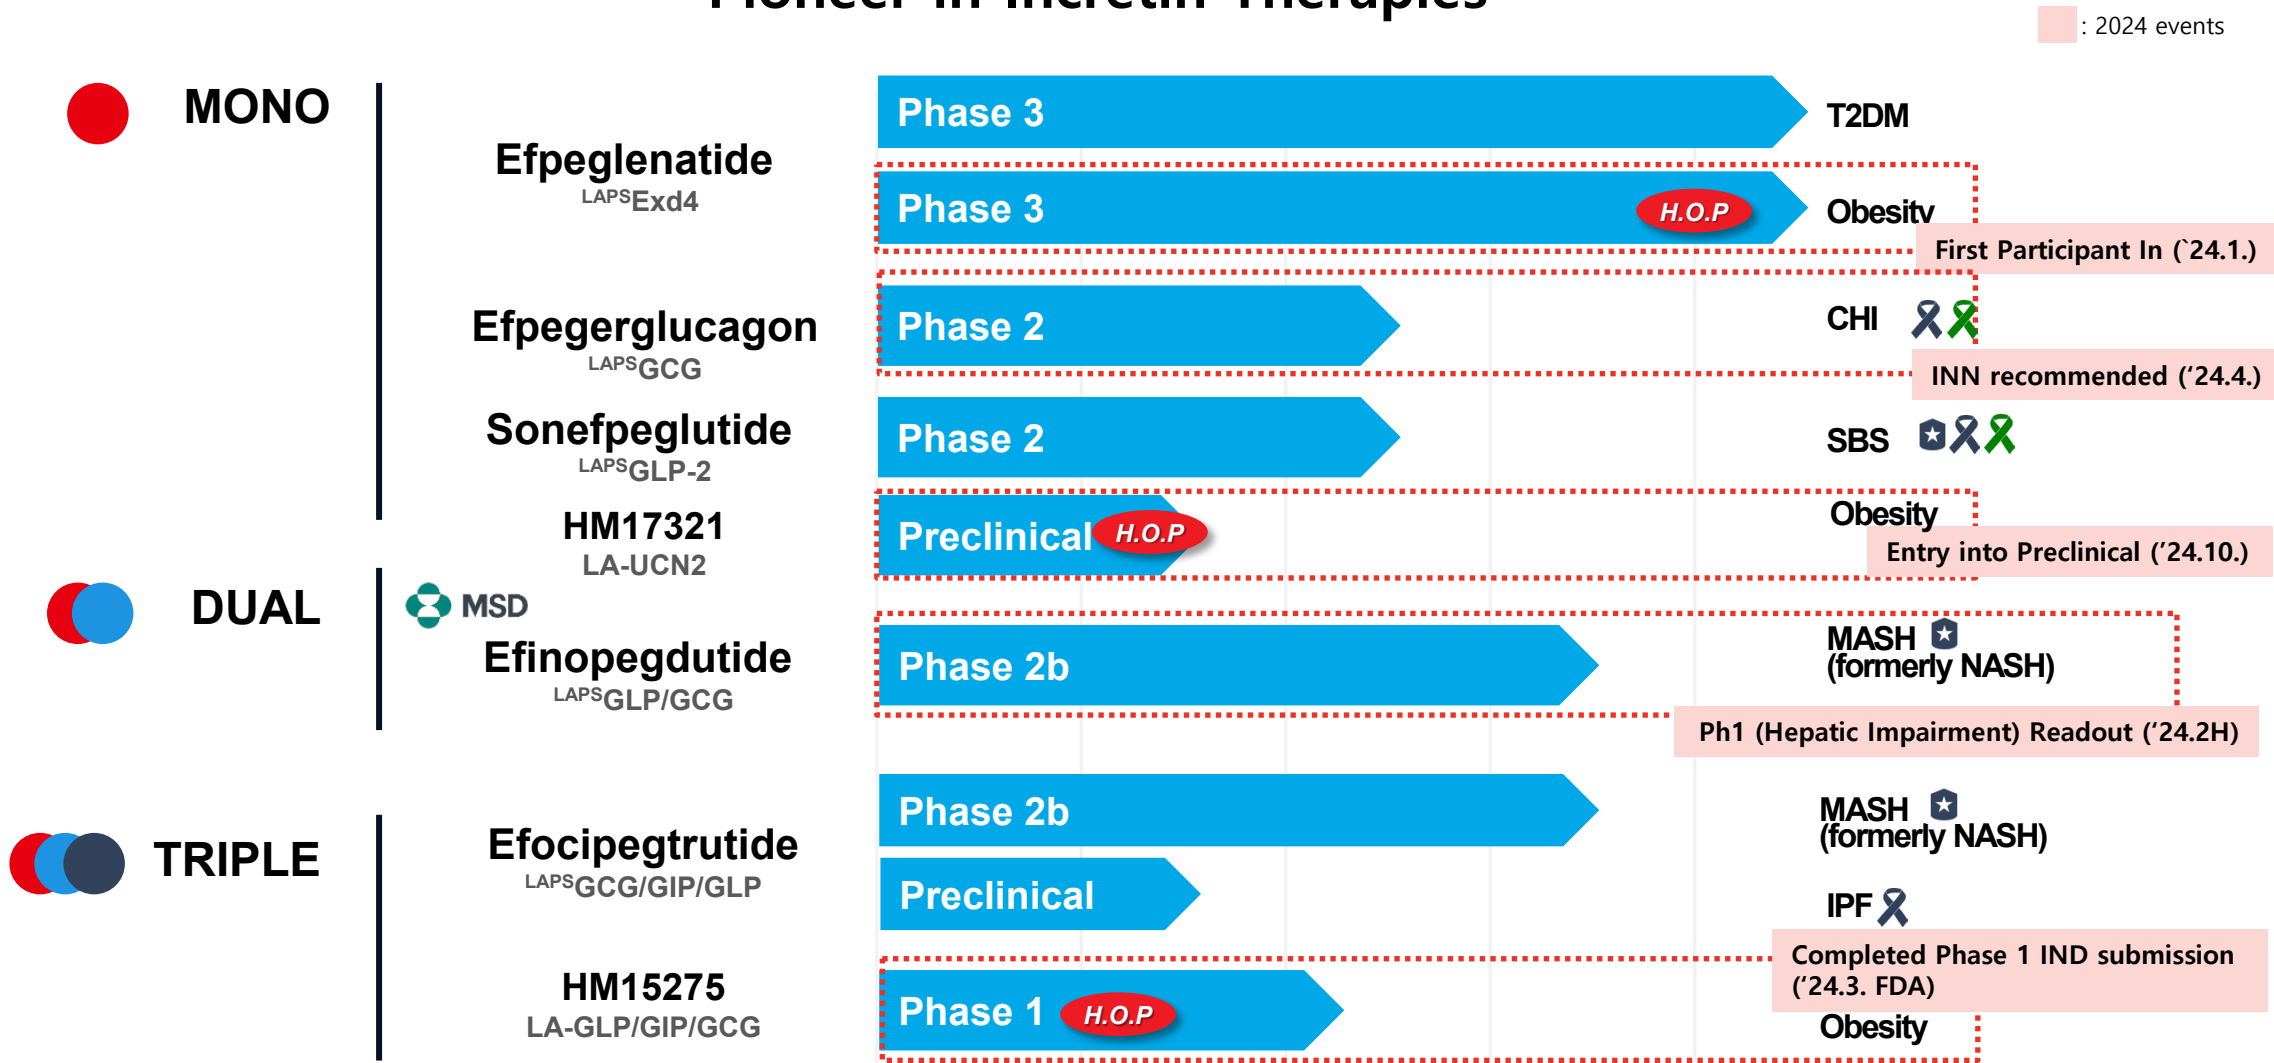 Pioneer in Incretin Therapies
: 2024 events
MONO
Efpeglenatide
LAPSExd4
Phase 3
T2DM
Phase 3
H.O.P
Obesity
First Participant In (`24.1.)
Efpegerglucagon
LAPSGCG
Phase 2
CHI
INN recommended (‘24.4.)
Sonefpeglutide
LAPSGLP-2
Phase 2
SBS
HM17321
LA-UCN2
Preclinical
H.O.P
Obesity
Entry into Preclinical (’24.10.)
DUAL
MSD
Efinopegdutide
LAPSGLP/GCG
Phase 2b
MASH
(formerly NASH)
Ph1 (Hepatic Impairment) Readout (‘24.2H)
TRIPLE
Efocipegtrutide
LAPSGCG/GIP/GLP
Phase 2b
MASH
(formerly NASH)
Preclinical
IPF
HM15275
LA-GLP/GIP/GCG
Phase 1
H.O.P
Completed Phase 1 IND submission
(‘24.3. FDA)
Obesity